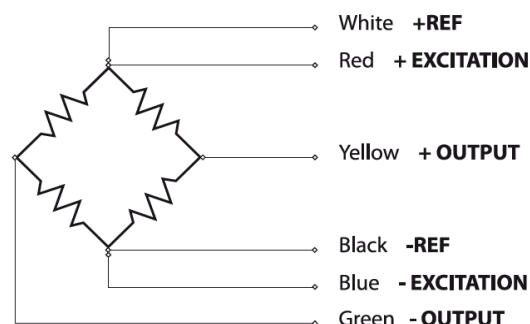 White +REF
Red + EXCITATION
Yellow + OUTPUT
Black -REF
Blue - EXCITATION
Green - OUTPUT